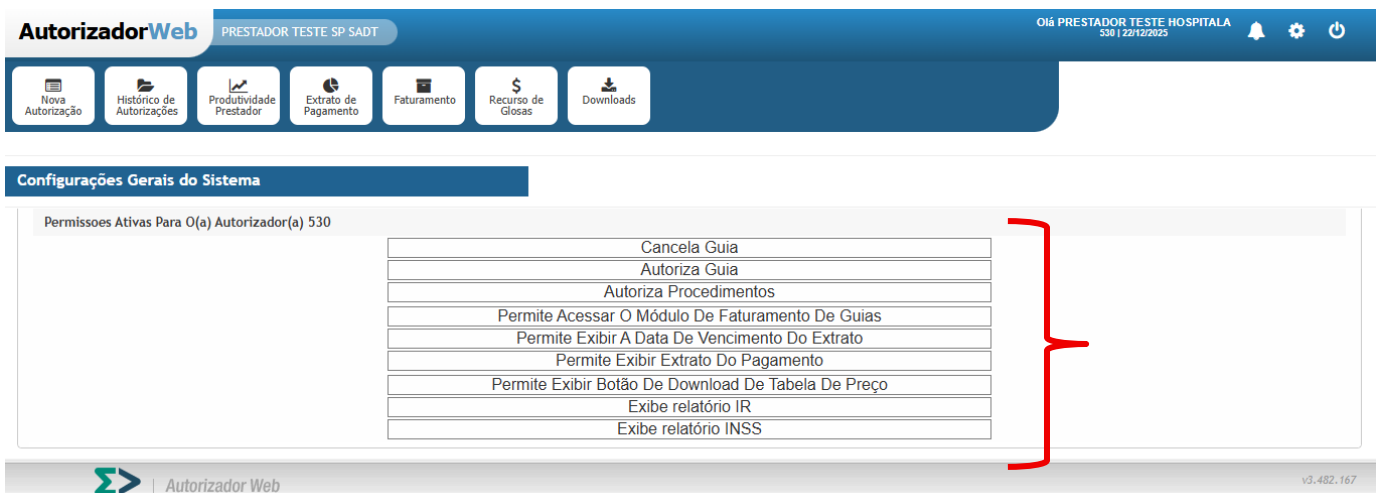 AutorizadorWeb
PRESTADOR TESTE SP SADT
Olá PRESTADOR TESTE HOSPITALA
530 | 22/12/2025
Nova
Autorização
Histórico de
Autorizações
Produtividade
Prestador
Extrato de
Pagamento
Faturamento
Recurso de
Glosas
Downloads
Configurações Gerais do Sistema
Permissoes Ativas Para O(a) Autorizador(a) 530
Cancela Guia
Autoriza Guia
Autoriza Procedimentos
Permite Acessar O Módulo De Faturamento De Guias
Permite Exibir A Data De Vencimento Do Extrato
Permite Exibir Extrato Do Pagamento
Permite Exibir Botão De Download De Tabela De Preço
Exibe relatório IR
Exibe relatório INSS
| Autorizador Web
v3.482.167